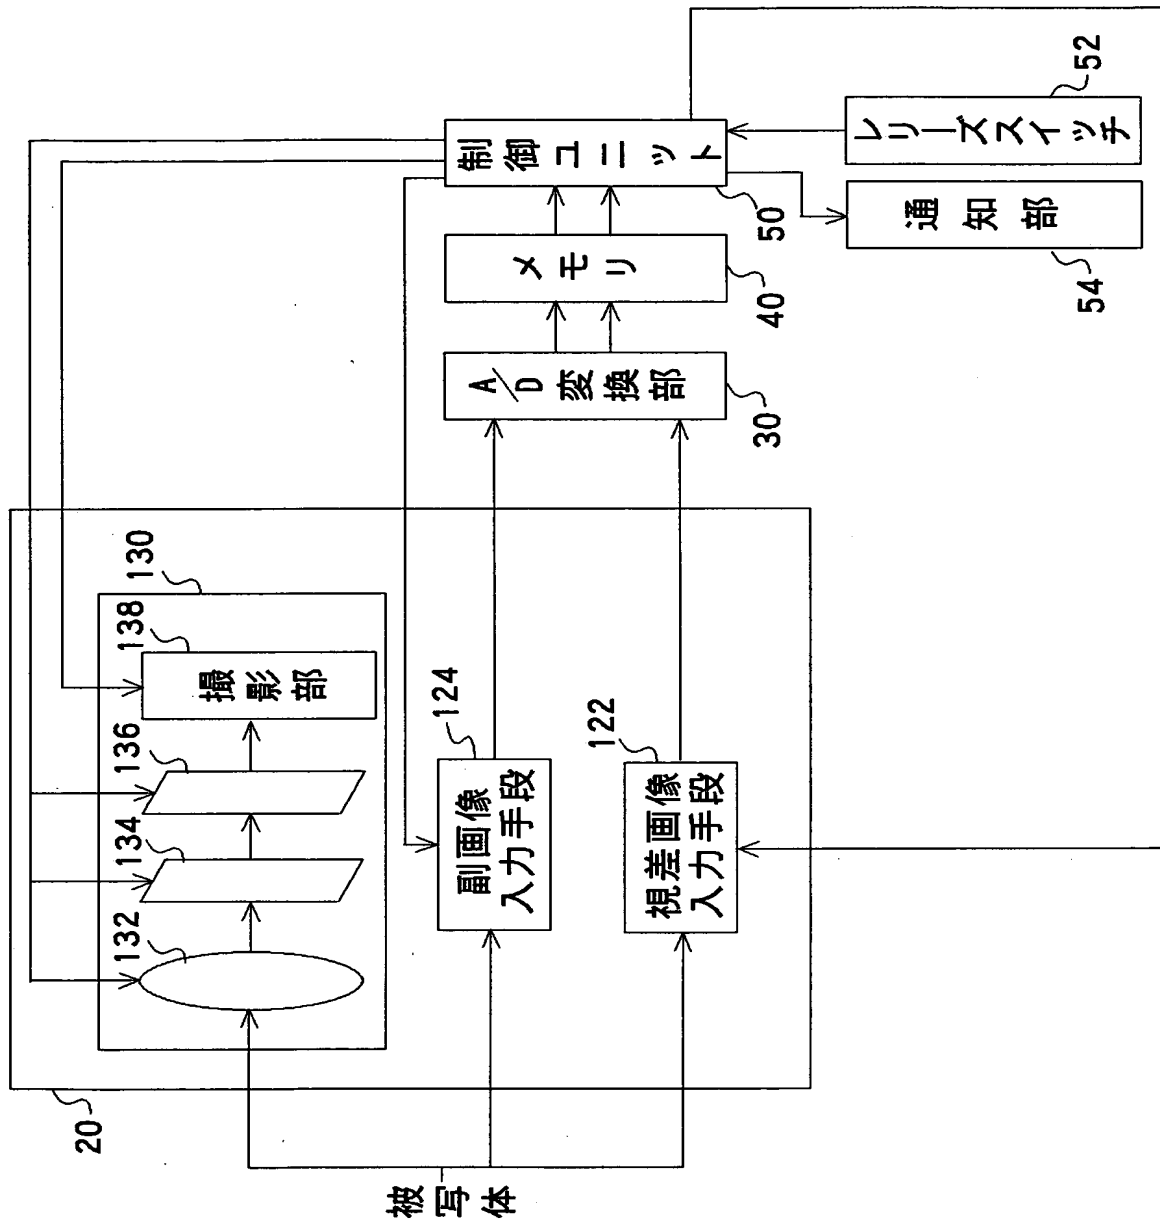 20
130
132
134
136
138
撮影部
被写体
124
副画像
入力手段
122
視差画像
入力手段
A/D変換部
30
メモリ
40
制御ユニット
50
レリーズスイッチ
52
通知部
54